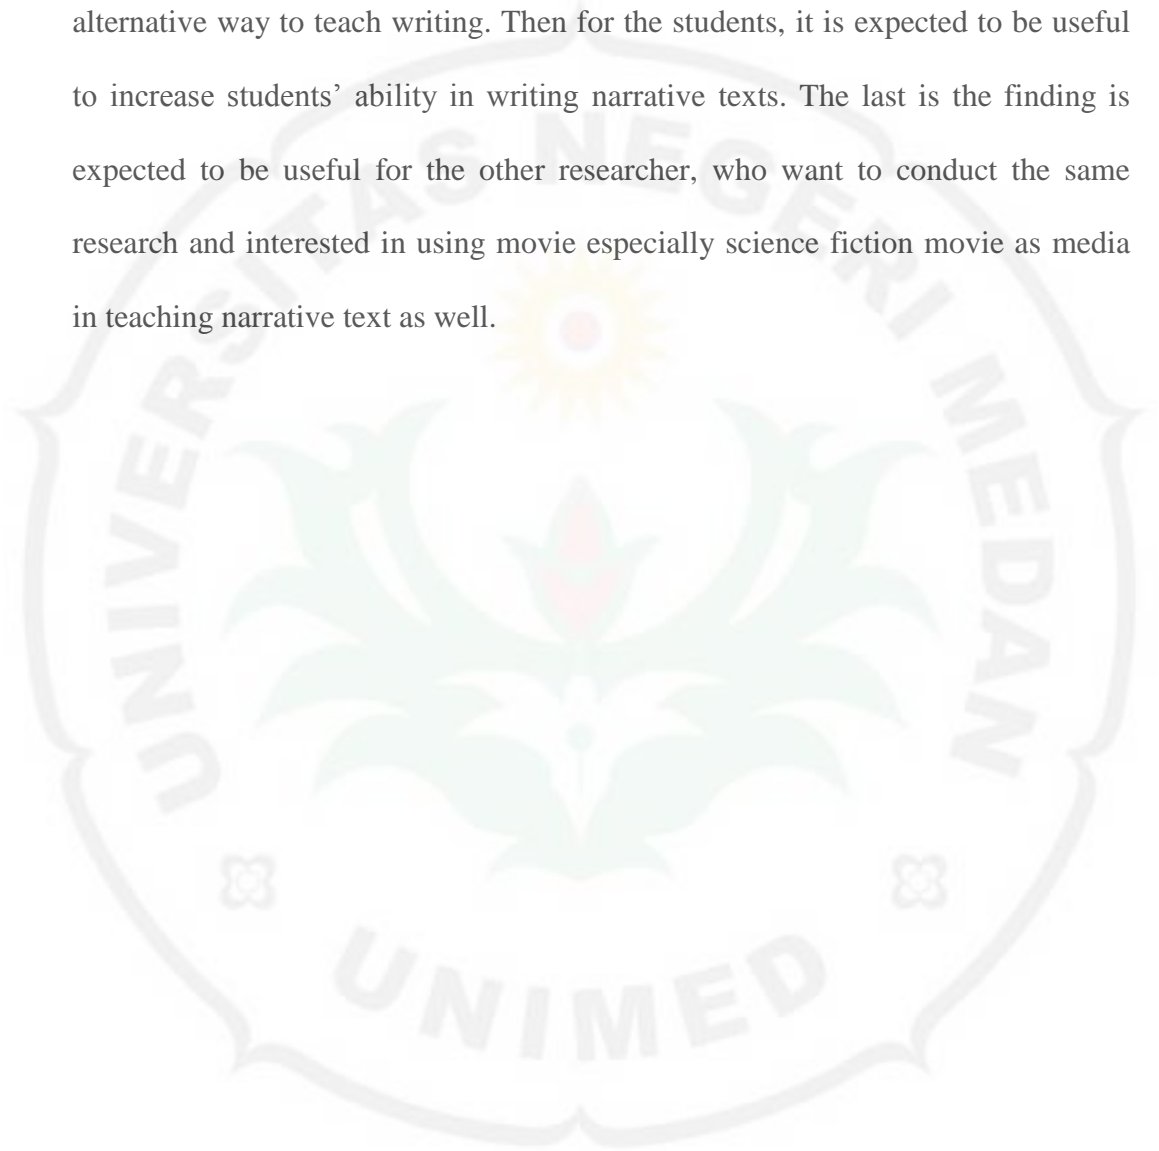 alternative way to teach writing. Then for the students, it is expected to be useful
to increase students’ ability in writing narrative texts. The last is the finding is
expected to be useful for the other researcher, who want to conduct the same
research and interested in using movie especially science fiction movie as media
in teaching narrative text as well.
UNIVERSITAS NEGERI MEDAN
UNIMED